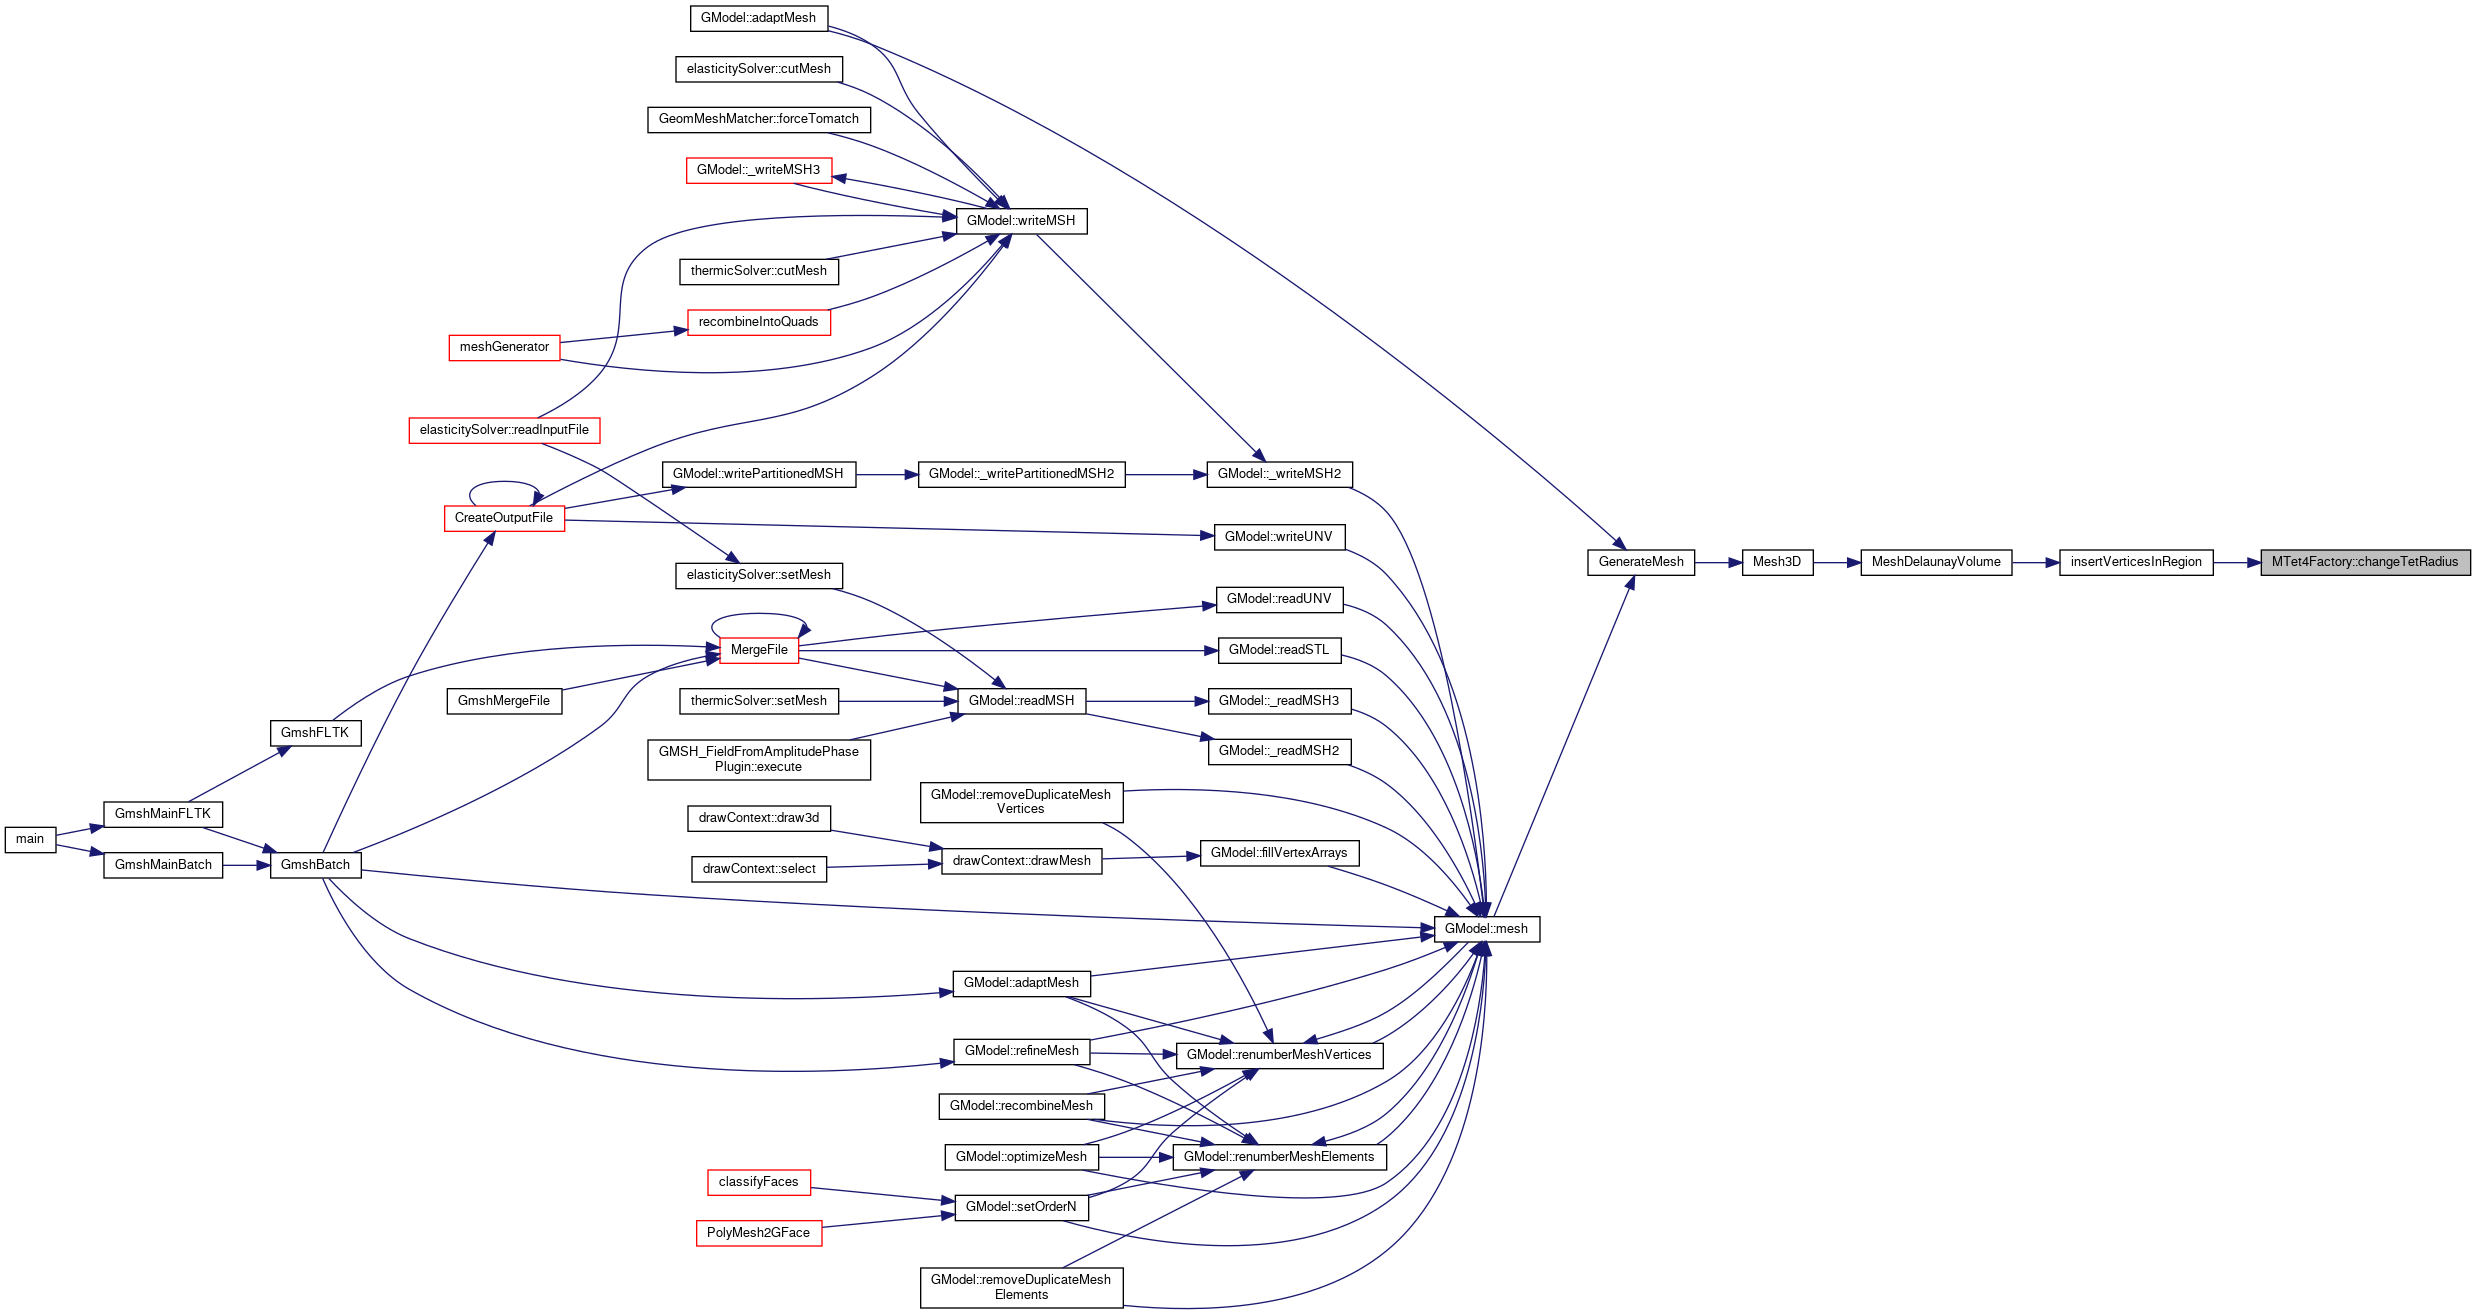 GModel::adaptMesh
elasticitySolver::cutMesh
GeomMeshMatcher::forceTomatch
GModel::_writeMSH3
GModel::writeMSH
thermicSolver::cutMesh
recombineIntoQuads
meshGenerator
elasticitySolver::readInputFile
GModel::writePartitionedMSH
GModel::_writePartitionedMSH2
GModel::_writeMSH2
CreateOutputFile
GModel::writeUNV
GenerateMesh
Mesh3D
MeshDelaunayVolume
insertVerticesInRegion
MTet4Factory::changeTetRadius
elasticitySolver::setMesh
GModel::readUNV
MergeFile
GModel::readSTL
GmshMergeFile
thermicSolver::setMesh
GModel::readMSH
GModel::_readMSH3
GmshFLTK
GMSH_FieldFromAmplitudePhase
Plugin::execute
GModel::_readMSH2
GModel::removeDuplicateMesh
Vertices
GmshMainFLTK
drawContext::draw3d
main
GModel::fillVertexArrays
GmshMainBatch
GmshBatch
drawContext::select
drawContext::drawMesh
GModel::mesh
GModel::adaptMesh
GModel::refineMesh
GModel::renumberMeshVertices
GModel::recombineMesh
GModel::optimizeMesh
GModel::renumberMeshElements
classifyFaces
GModel::setOrderN
PolyMesh2GFace
GModel::removeDuplicateMesh
Elements